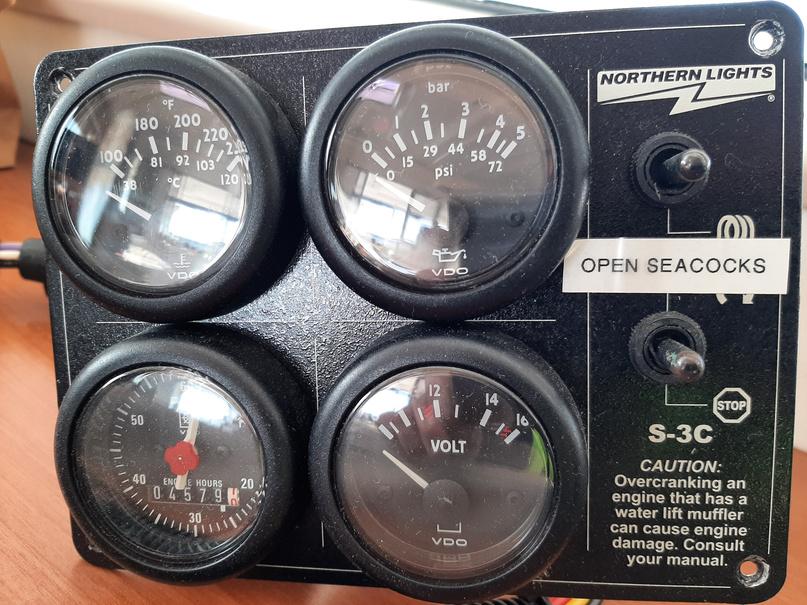 °F
100 180 200 220
38 81 92 103 120
°C
VDO
bar
0 1 2 3 4 5
0 15 29 44 58 72
psi
VDO
NORTHERN LIGHTS®
OPEN SEACOCKS
STOP
S-3C
CAUTION:
Overcranking an
engine that has a
water lift muffler
can cause engine
damage. Consult
your manual.
50
40 20
30
ENGINE HOURS
04579
12 14 16
VOLT
VDO